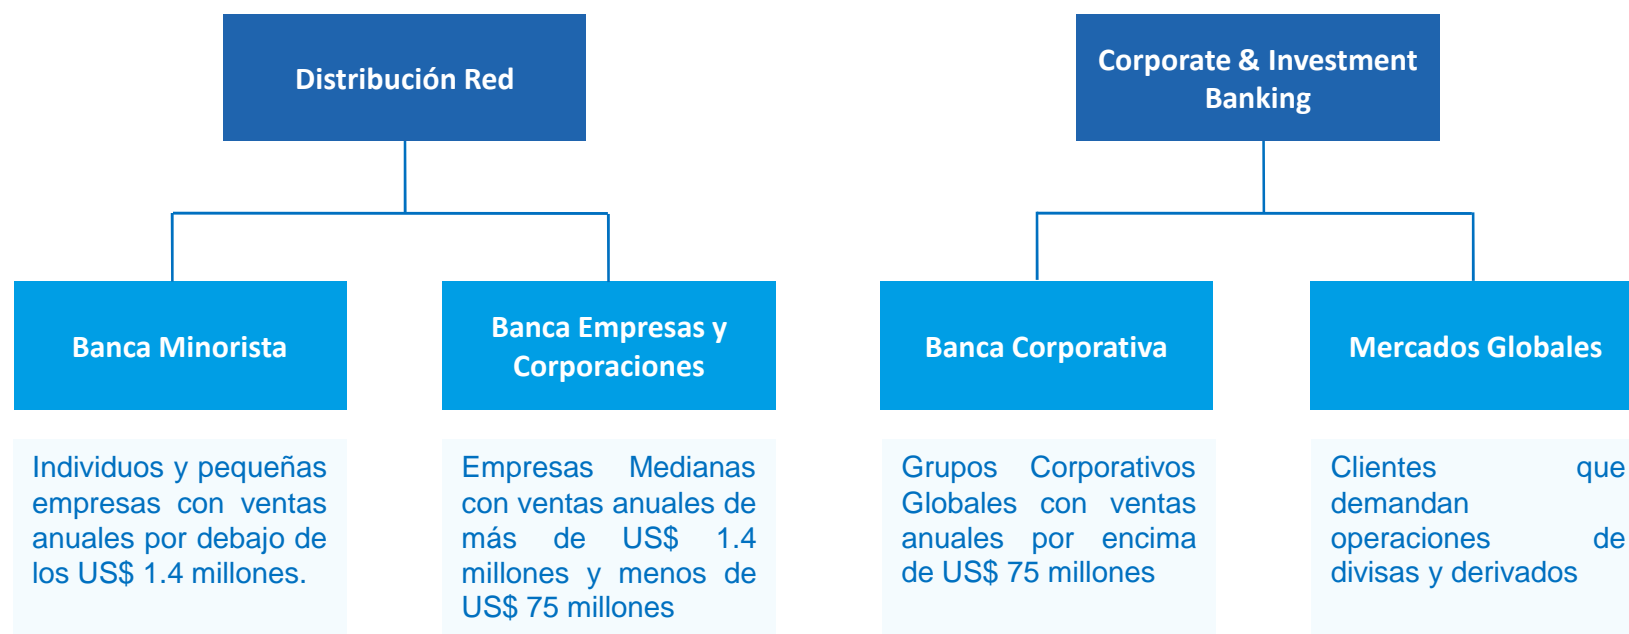 Distribución Red
Corporate & Investment
Banking
Banca Minorista
Banca Empresas y
Corporaciones
Banca Corporativa
Mercados Globales
Individuos y pequeñas
empresas con ventas
anuales por debajo de
los US$ 1.4 millones.
Empresas Medianas
con ventas anuales de
más de US$ 1.4
millones y menos de
US$ 75 millones
Grupos Corporativos
Globales con ventas
anuales por encima
de US$ 75 millones
Clientes que
demandan
operaciones de
divisas y derivados